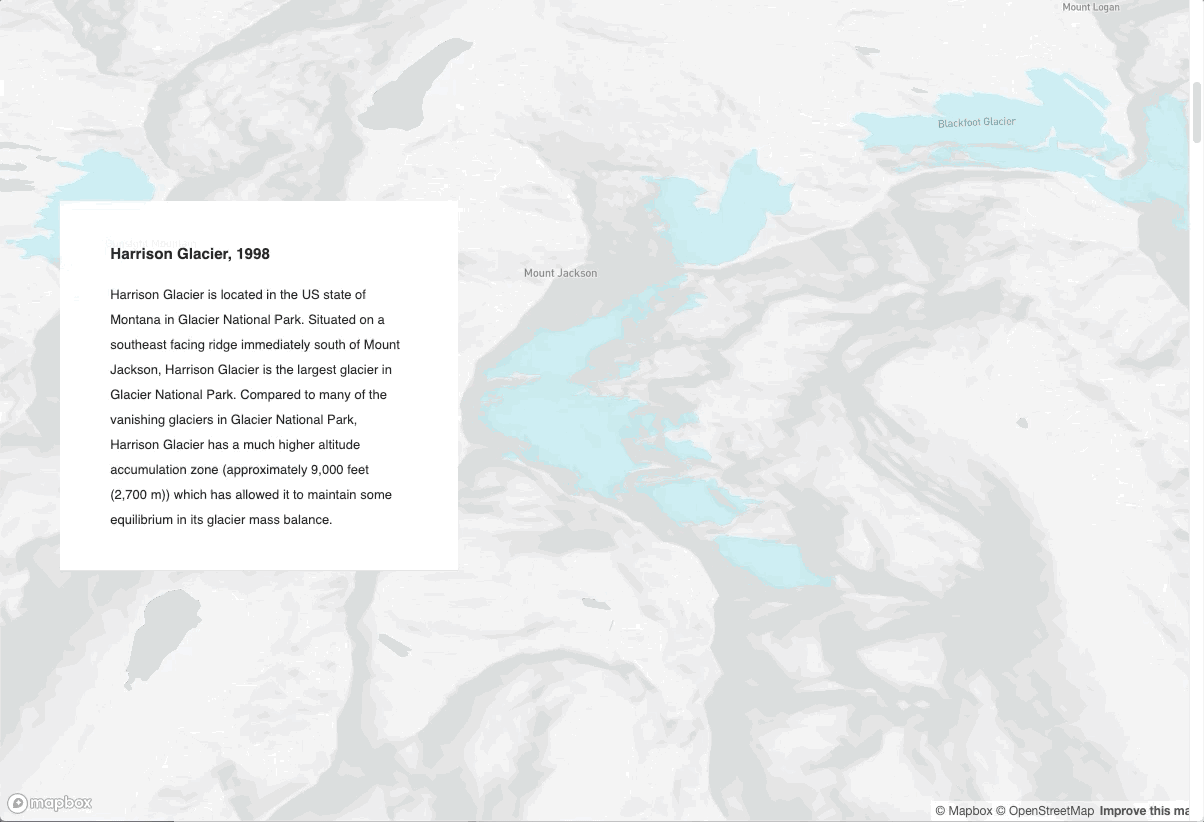 Mount Logan
Blackfoot Glacier
Mount Jackson
Harrison Glacier, 1998
Harrison Glacier is located in the US state of
Montana in Glacier National Park. Situated on a
southeast facing ridge immediately south of Mount
Jackson, Harrison Glacier is the largest glacier in
Glacier National Park. Compared to many of the
vanishing glaciers in Glacier National Park,
Harrison Glacier has a much higher altitude
accumulation zone (approximately 9,000 feet
(2,700 m)) which has allowed it to maintain some
equilibrium in its glacier mass balance.
mapbox
© Mapbox © OpenStreetMap Improve this ma